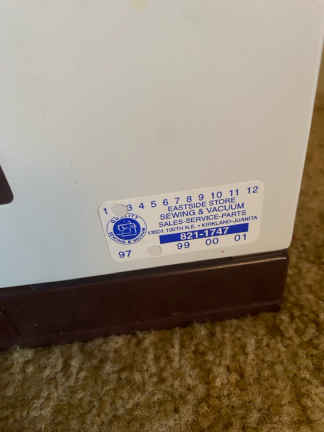 1 3 4 5 6 7 8 9 10 11 12
EASTSIDE STORE
SEWING & VACUUM
SALES-SERVICE-PARTS
100TH N.E. • KIRKLAND-JUANITA
821-1747
97 99 00 01